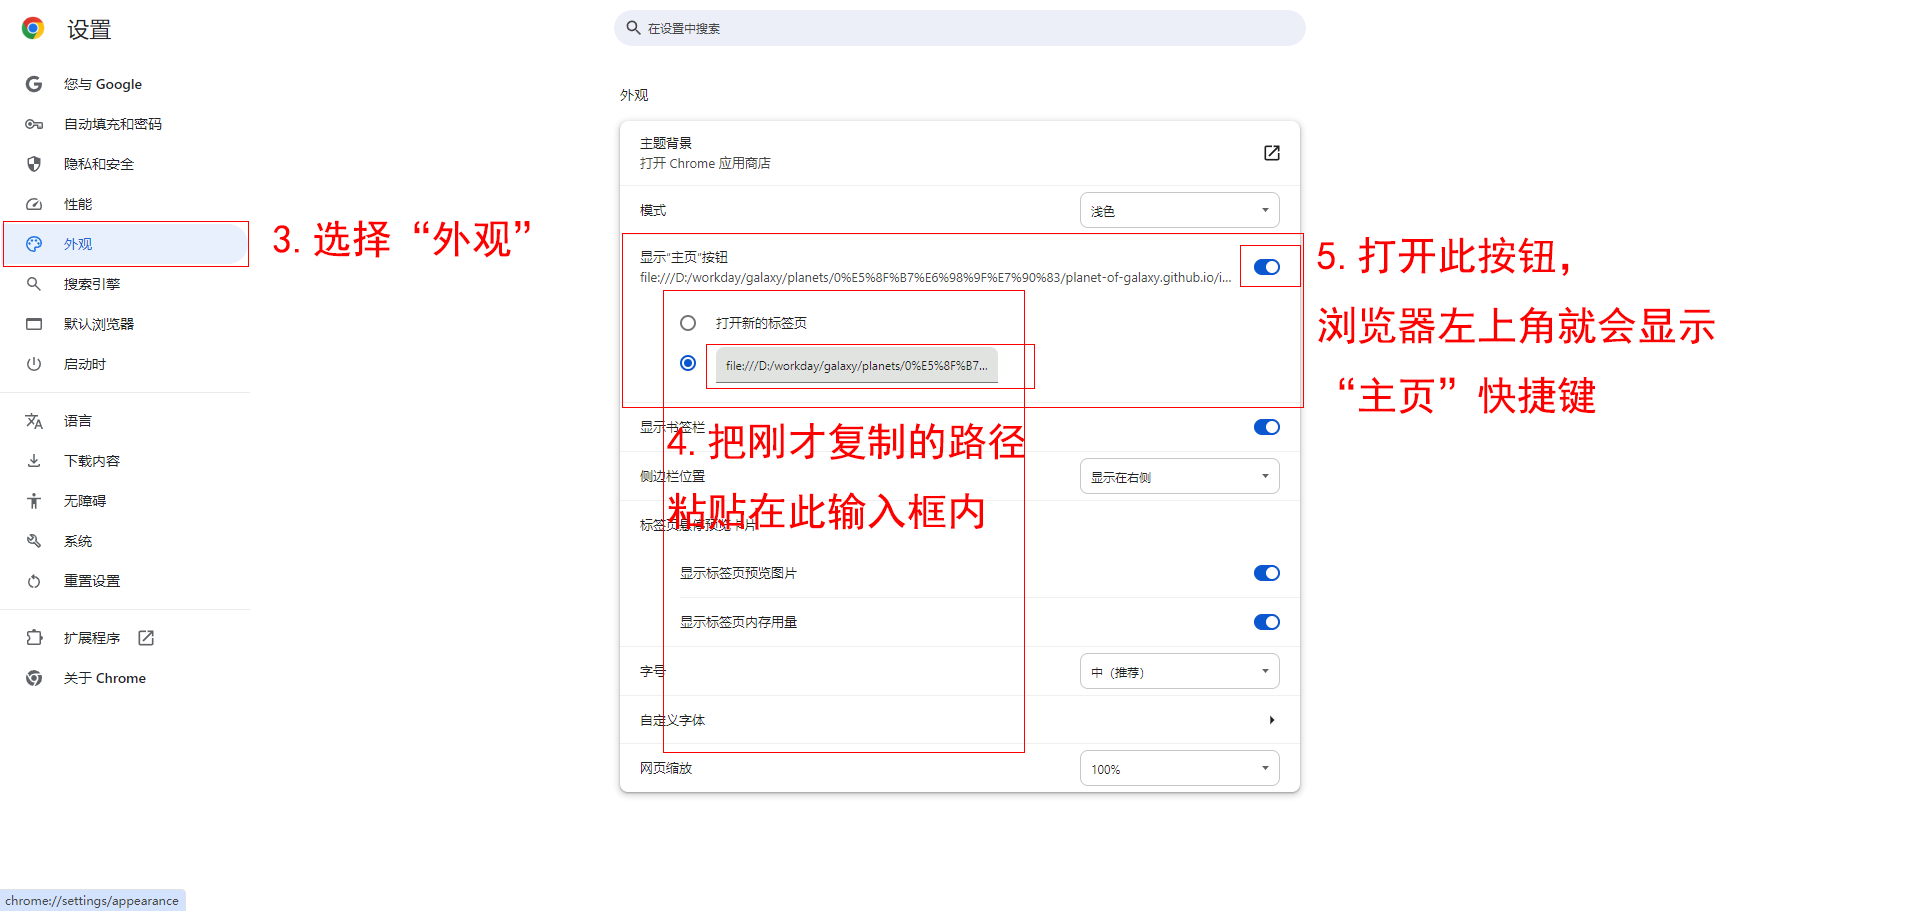 设置
在设置中搜索
您与 Google
自动填充和密码
隐私和安全
性能
外观
搜索引擎
默认浏览器
启动时
语言
下载内容
无障碍
系统
重置设置
扩展程序
关于 Chrome
3. 选择“外观”
外观
主题背景
打开 Chrome 应用商店
模式
浅色
显示“主页”按钮
file:///D:/workday/galaxy/planets/0%E5%8F%B7%E6%98%9F%E7%90%83/planet-of-galaxy.github.io/i...
打开新的标签页
file:///D:/workday/galaxy/planets/0%E5%8F%B7...
5. 打开此按钮，
浏览器左上角就会显示
“主页”快捷键
显示书签栏
4. 把刚才复制的路径
粘贴在此输入框内
侧边栏位置
显示在右侧
标签页悬停预览卡片
显示标签页预览图片
显示标签页内存用量
字号
中（推荐）
自定义字体
网页缩放
100%
chrome://settings/appearance